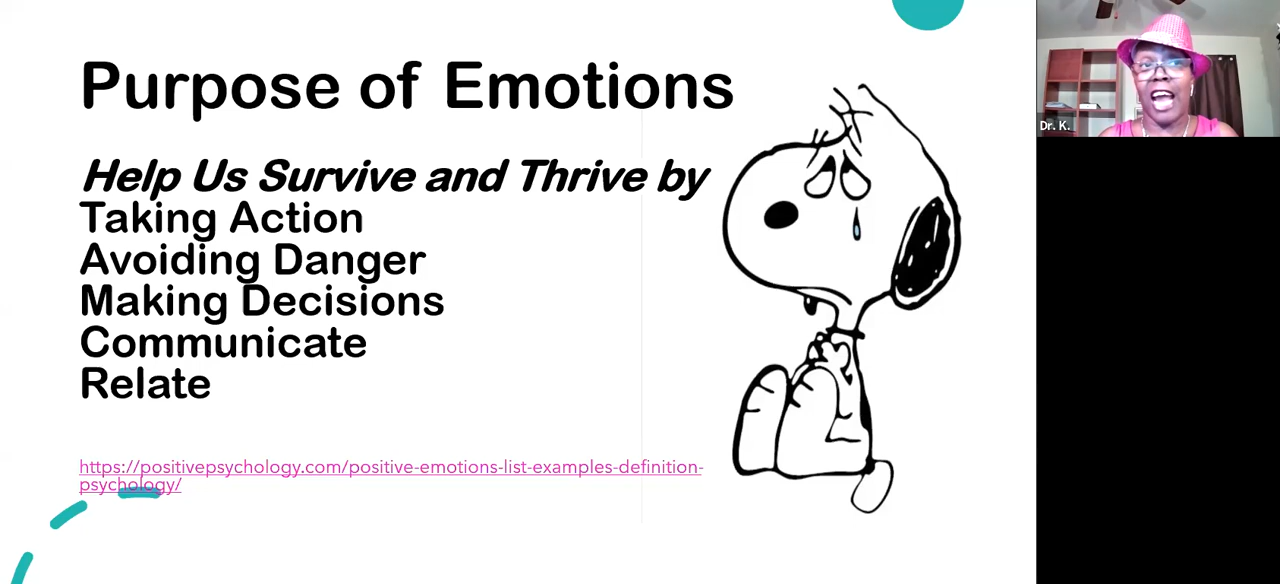 Purpose of Emotions
Help Us Survive and Thrive by
Taking Action
Avoiding Danger
Making Decisions
Communicate
Relate
https://positivepsychology.com/positive-emotions-list-examples-definition-
psychology/
Dr. K.